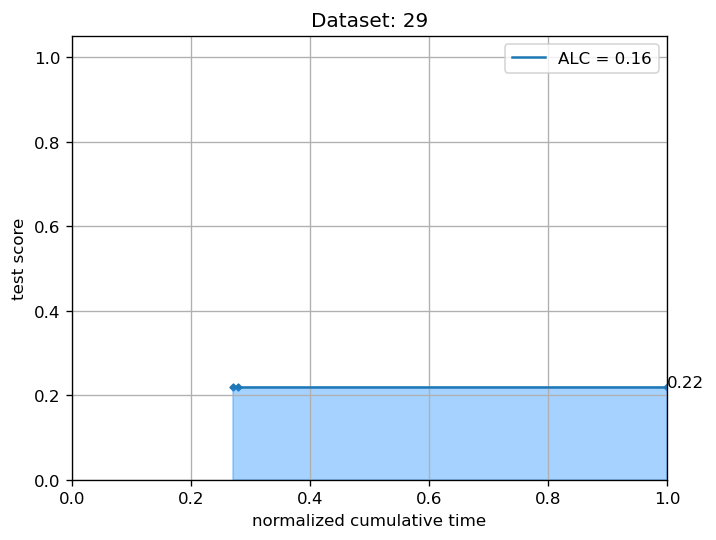 Dataset: 29
ALC = 0.16
1.0
0.8
0.6
0.4
0.2
0.0
test score
0.22
0.0 0.2 0.4 0.6 0.8 1.0
normalized cumulative time